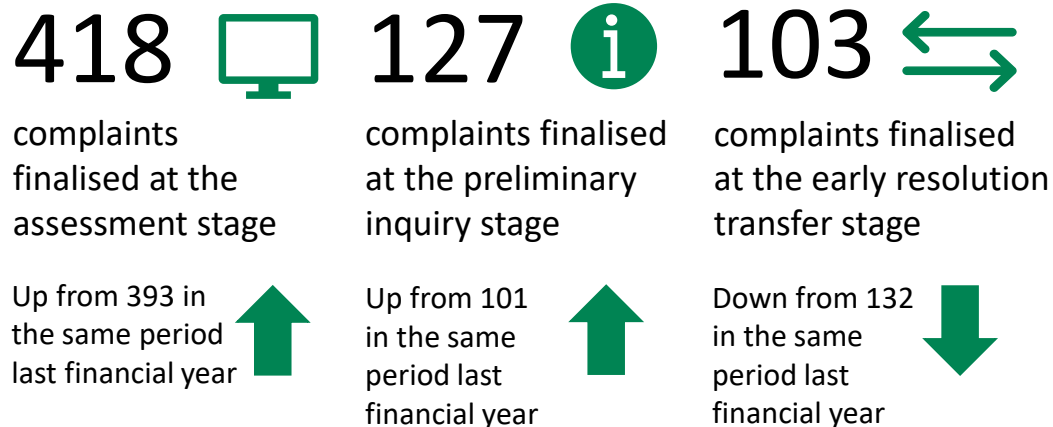 418
complaints
finalised at the
assessment stage
Up from 393 in
the same period
last financial year
127
i
complaints finalised
at the preliminary
inquiry stage
Up from 101
in the same
period last
financial year
103
complaints finalised
at the early resolution
transfer stage
Down from 132
in the same
period last
financial year